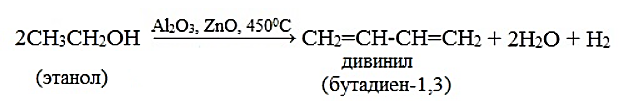 2CH3CH2OH Al2O3, ZnO, 450⁰C CH2=CH-CH=CH2 + 2H2O + H2
(этанол) дивинил
(бутадиен-1,3)